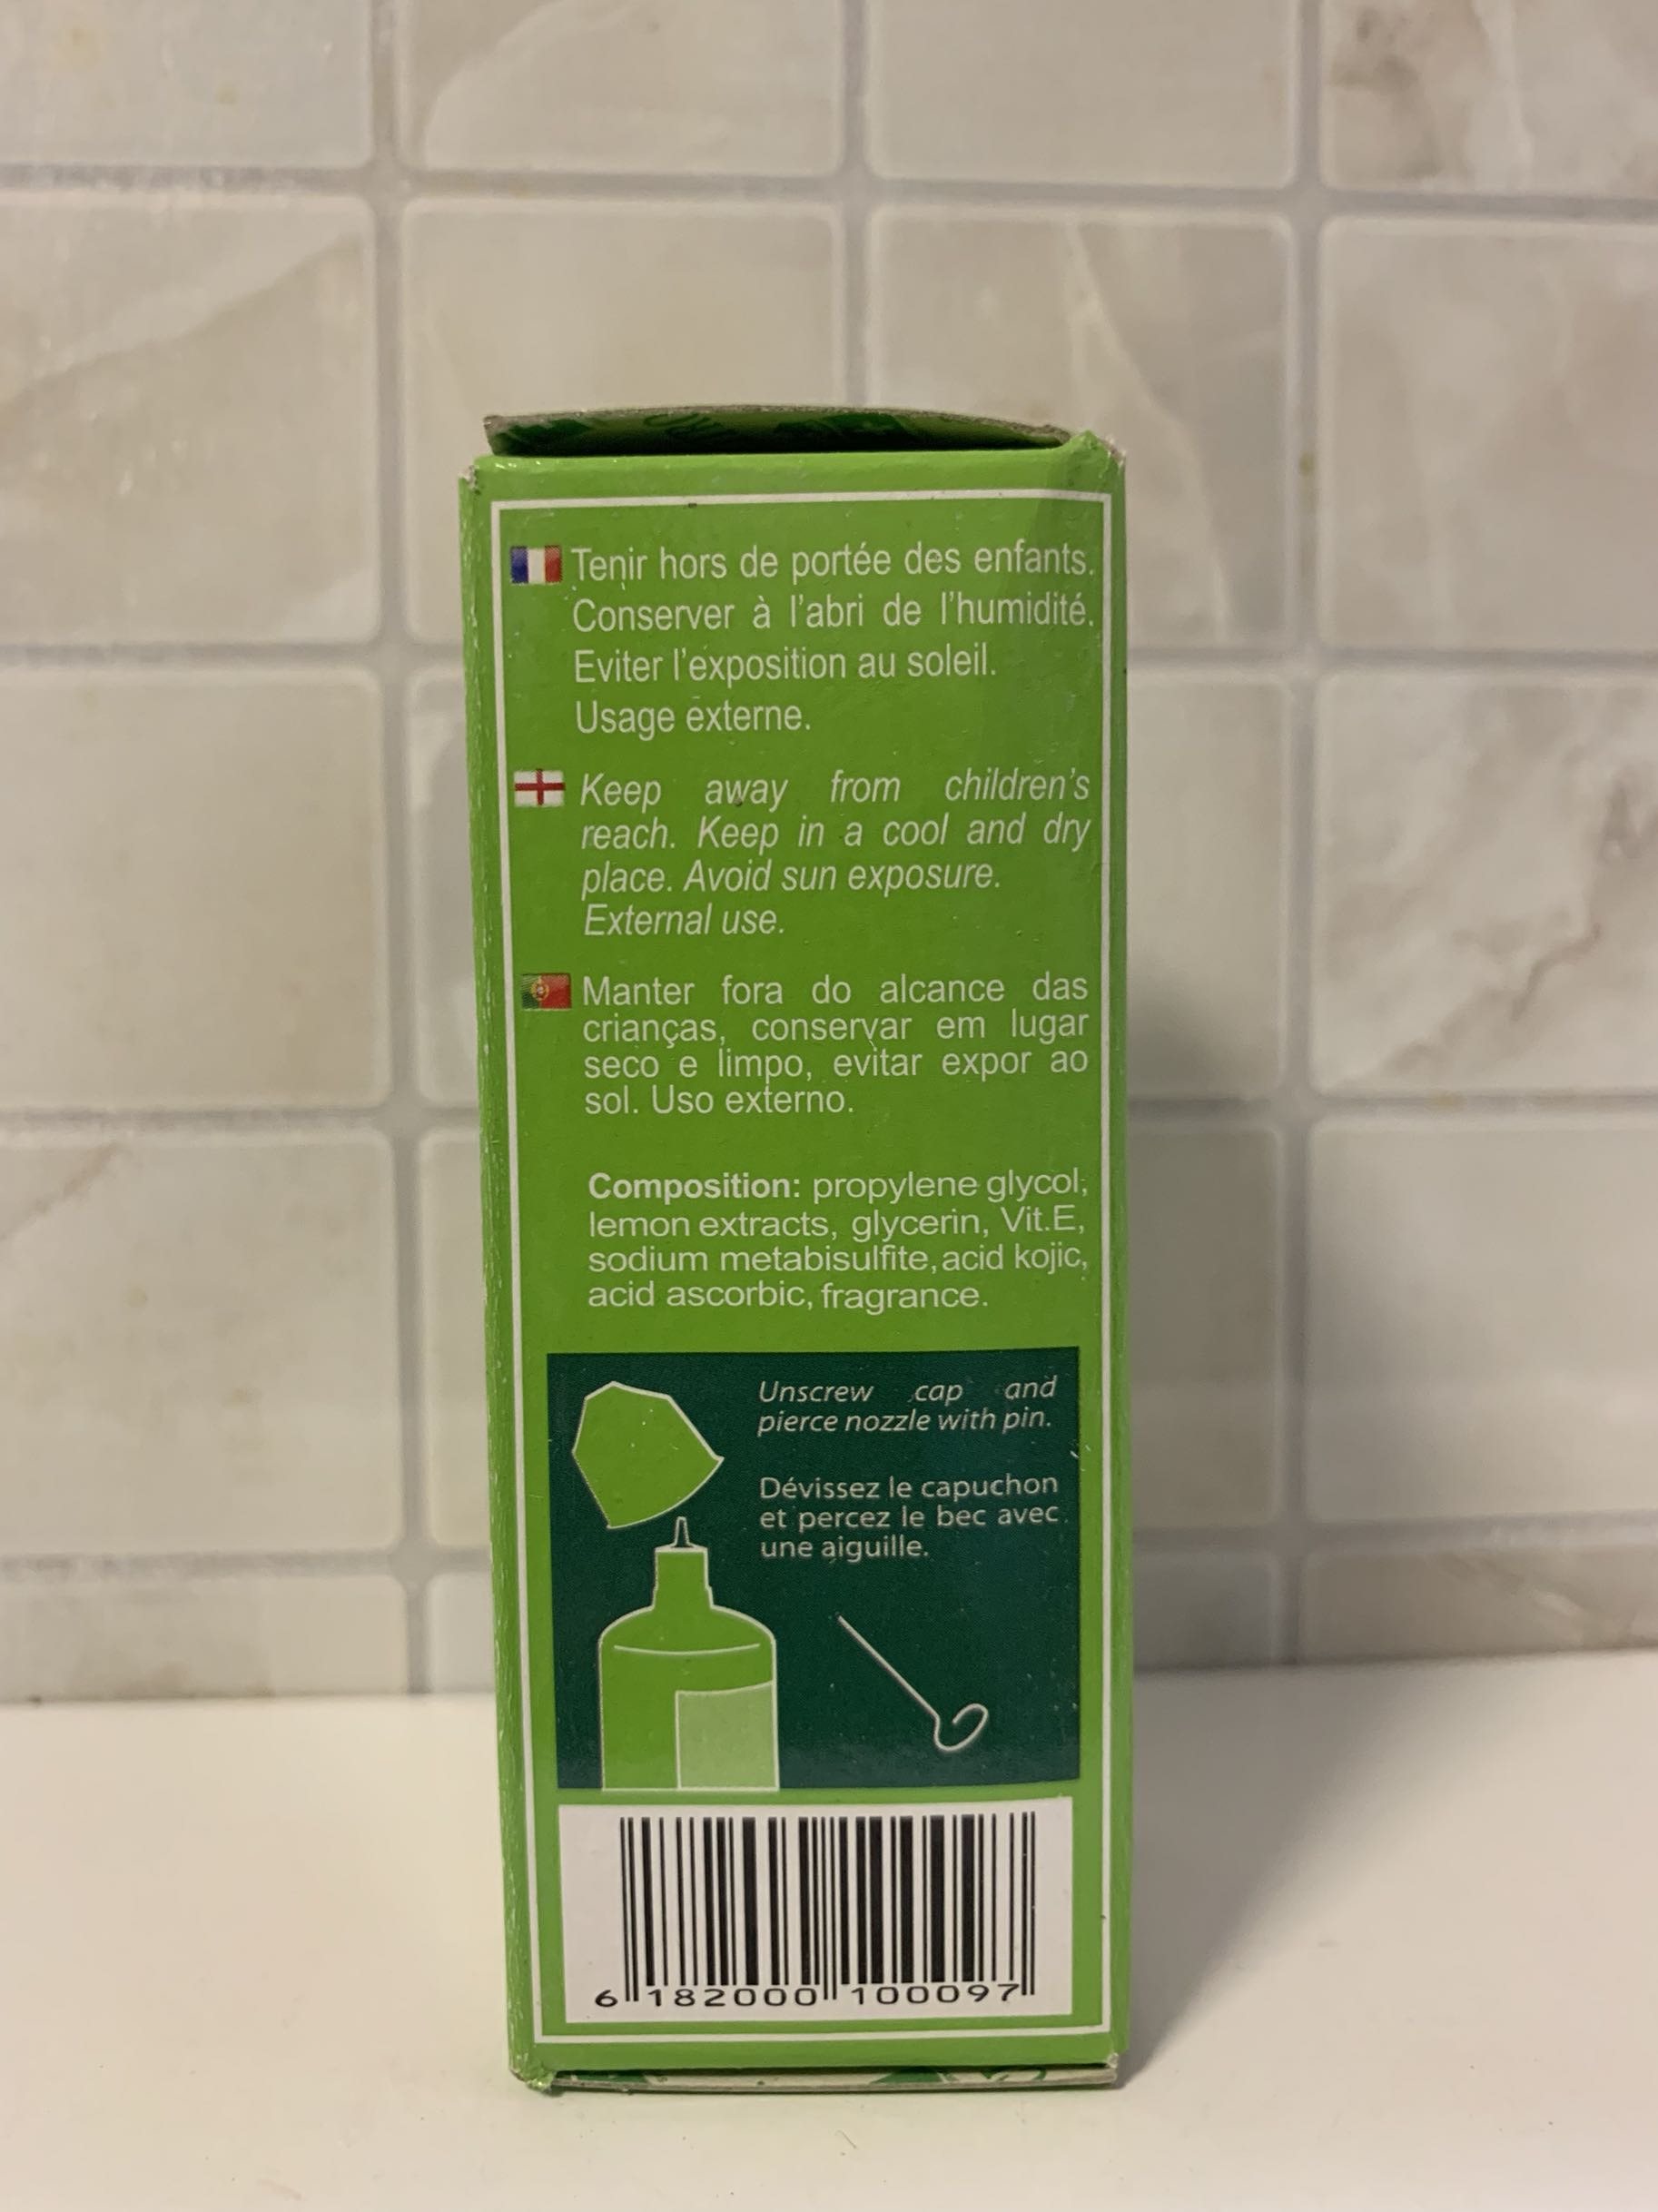 Tenir hors de portée des enfants.
Conserver à l'abri de l'humidité.
Eviter l'exposition au soleil.
Usage externe.
Keep away from children's
reach. Keep in a cool and dry
place. Avoid sun exposure.
External use.
Manter fora do alcance das
crianças, conservar em lugar
seco e limpo, evitar expor ao
sol. Uso externo.
Composition: propylene glycol,
lemon extracts, glycerin, Vit.E,
sodium metabisulfite, acid kojic,
acid ascorbic, fragrance.
Unscrew cap and
pierce nozzle with pin.
Dévissez le capuchon
et percez le bec avec
une aiguille.
6 182000 100097